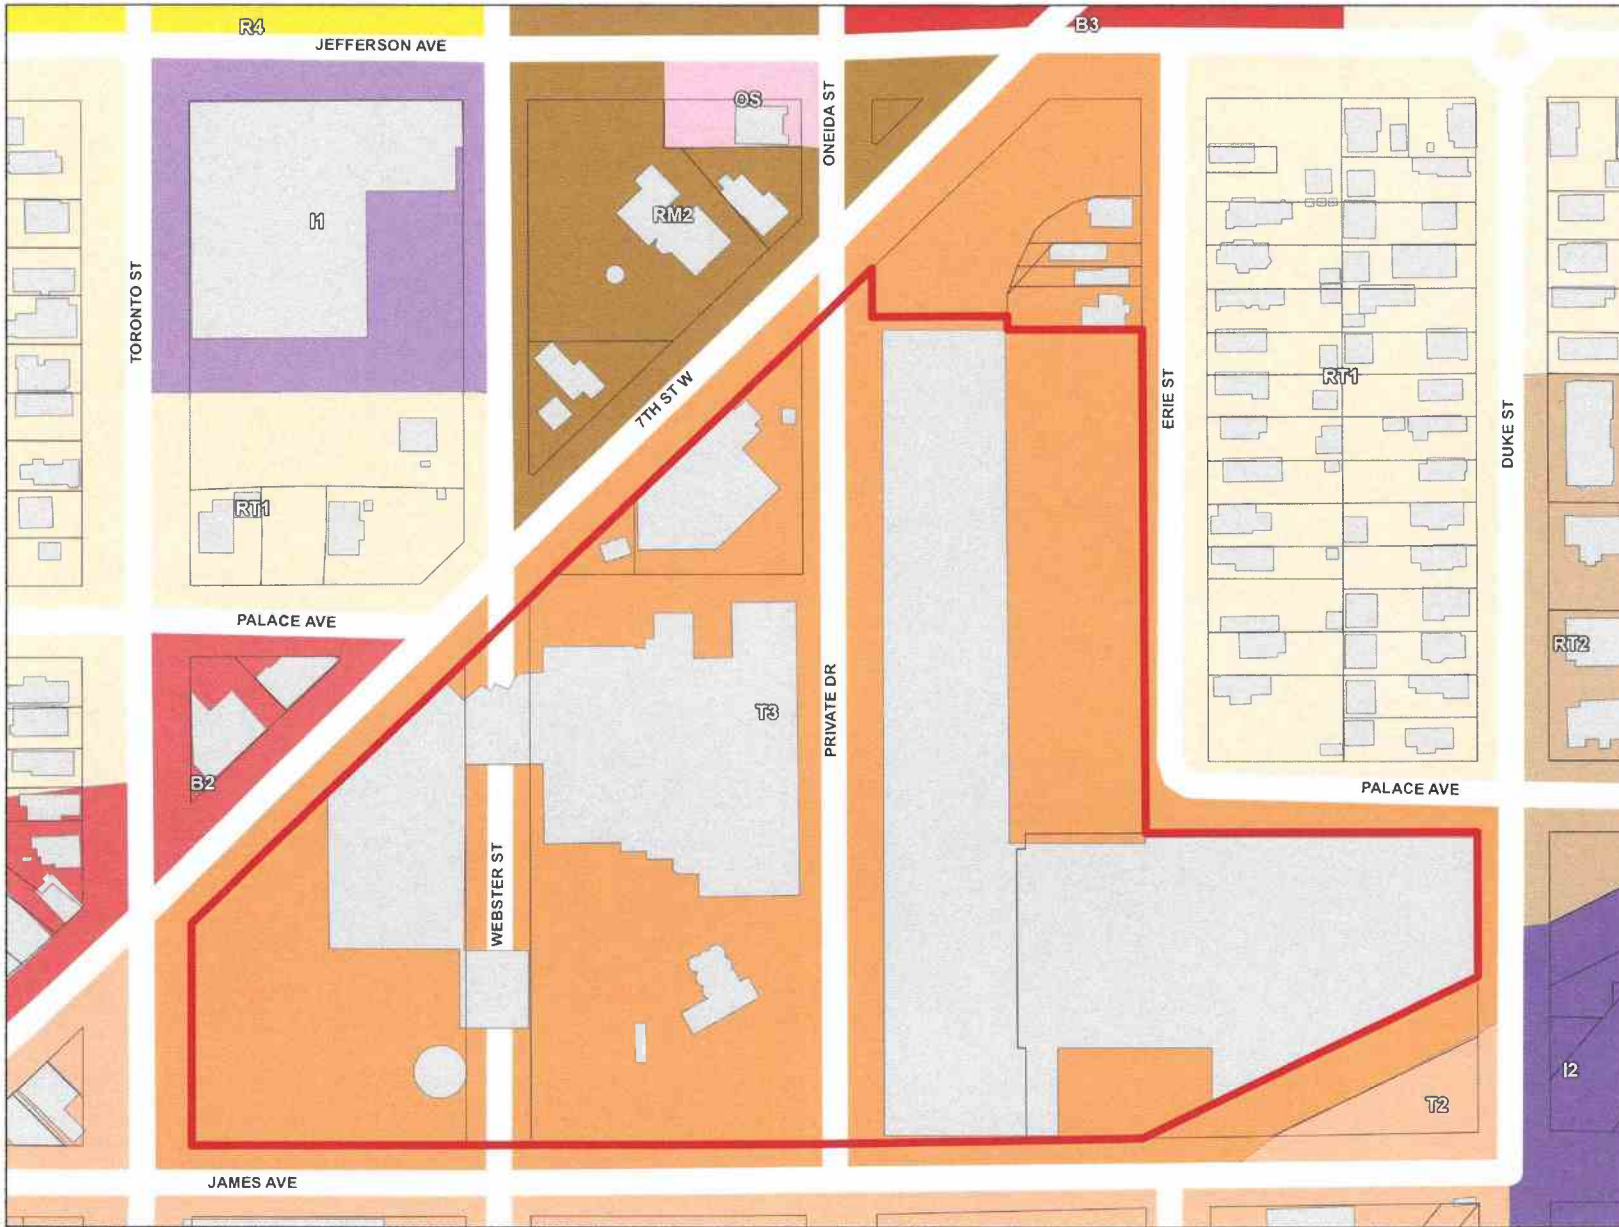 R4
B3
JEFFERSON AVE
OS
ONEIDA ST
I1
RM2
TORONTO ST
7TH ST W
ERIE ST
RT1
DUKE ST
RT1
PALACE AVE
RT2
T3
PRIVATE DR
B2
PALACE AVE
WEBSTER ST
I2
T2
JAMES AVE